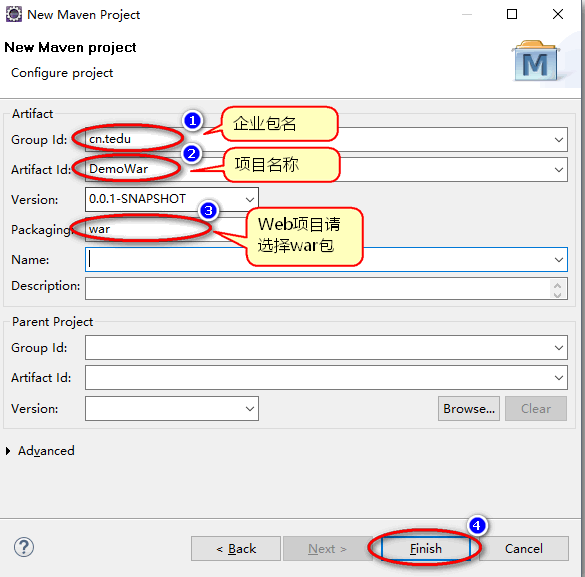 New Maven Project
New Maven project
Configure project
M
Artifact
1
企业包名
Group Id: cn.tedu
2
项目名称
Artifact Id: DemoWar
Version: 0.0.1-SNAPSHOT
3
Packaging: war
Web项目请
选择war包
Name:
Description:
Parent Project
Group Id:
Artifact Id:
Version:
Browse... Clear
Advanced
4
? < Back Next > Finish Cancel